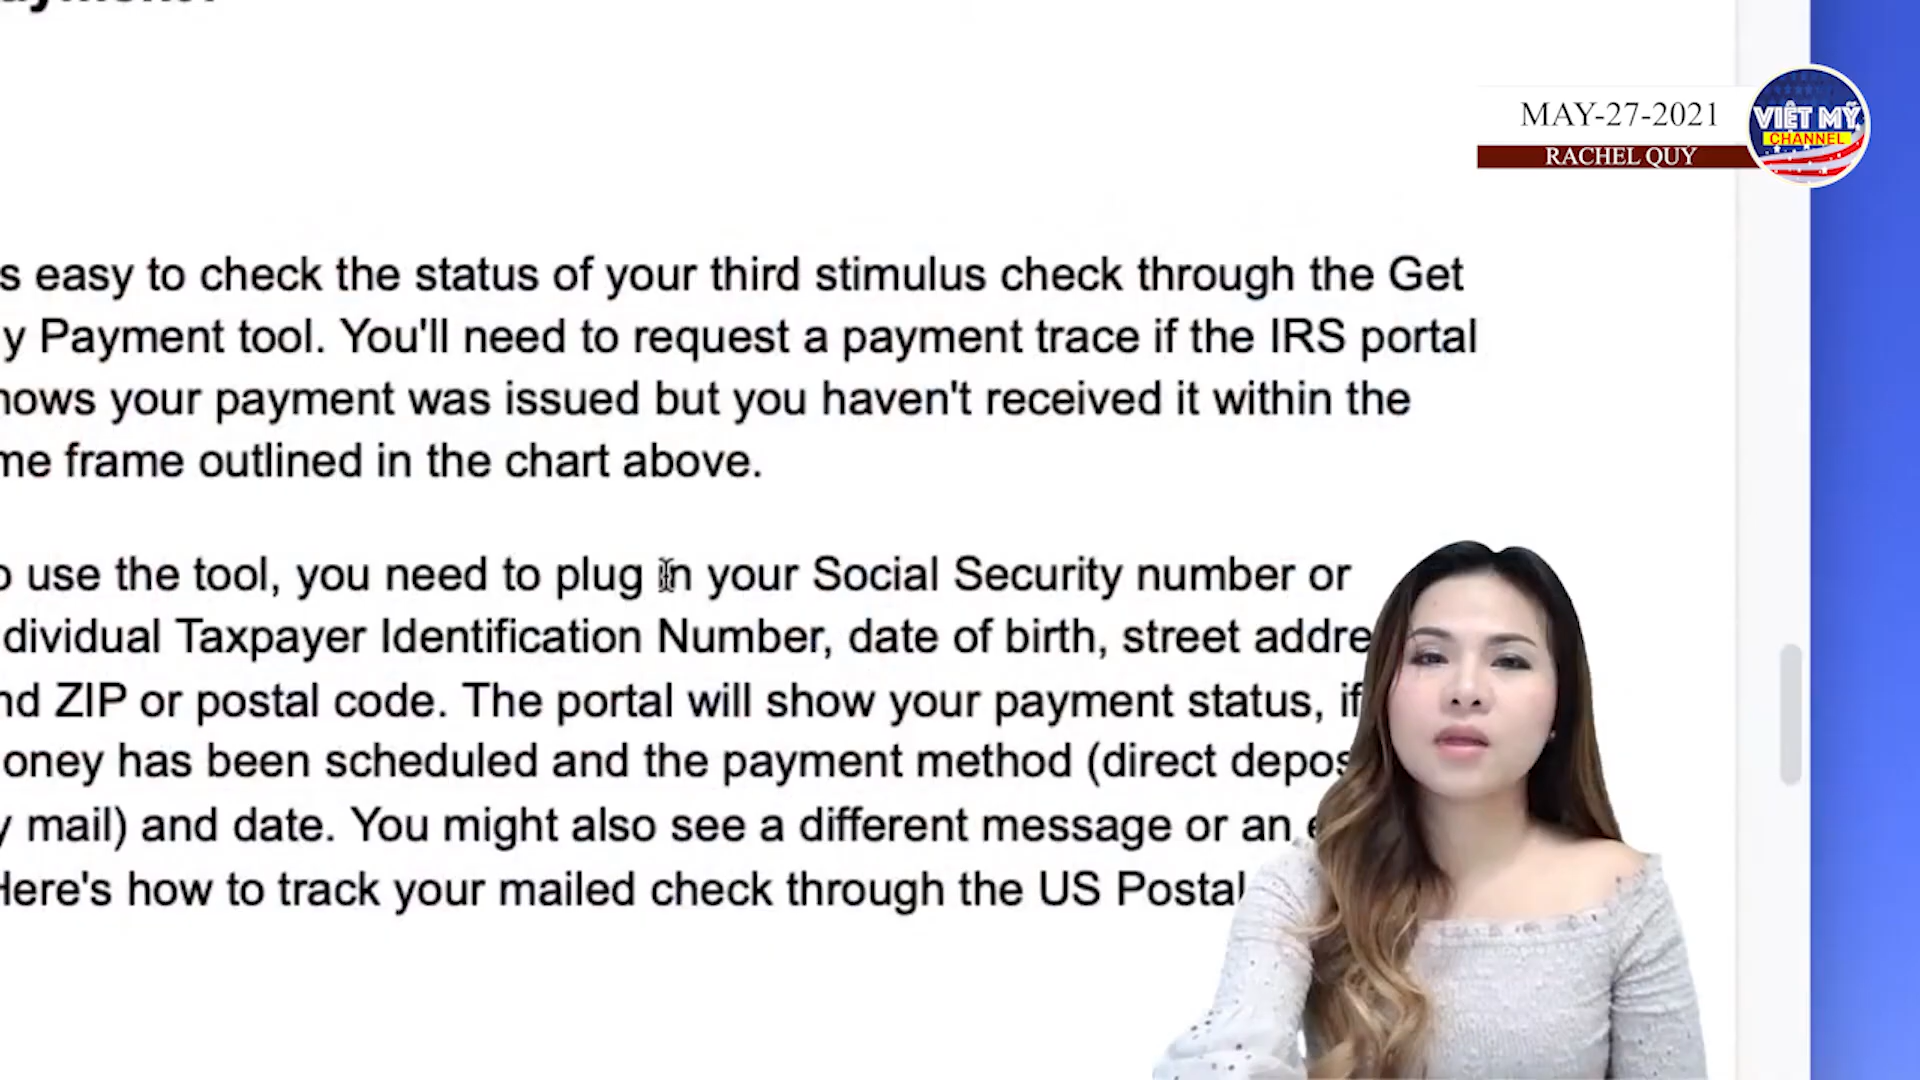 MAY-27-2021
VIỆT MỸ
CHANNEL
RACHEL QUÝ
s easy to check the status of your third stimulus check through the Get
y Payment tool. You'll need to request a payment trace if the IRS portal
hows your payment was issued but you haven't received it within the
me frame outlined in the chart above.
o use the tool, you need to plug in your Social Security number or
dividual Taxpayer Identification Number, date of birth, street addre
nd ZIP or postal code. The portal will show your payment status, if
oney has been scheduled and the payment method (direct depos
y mail) and date. You might also see a different message or an e
Here's how to track your mailed check through the US Postal